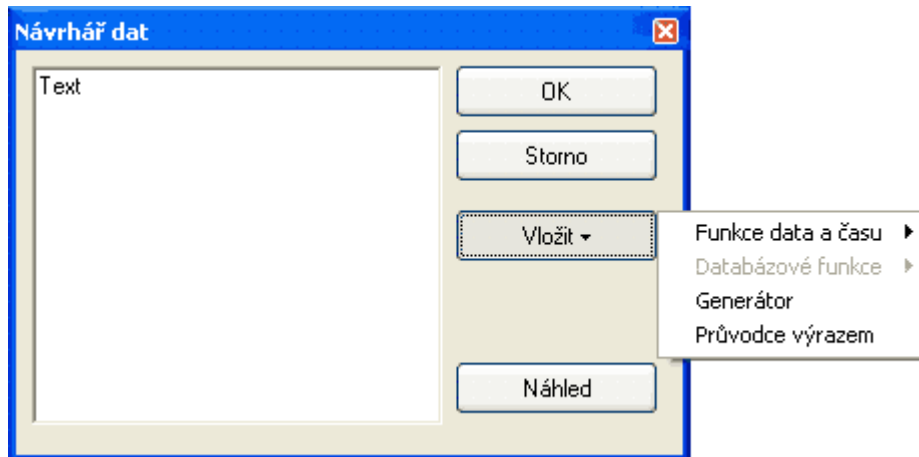 Návrhář dat
Text
OK
Storno
Vložit
Funkce data a času
Databázové funkce
Generátor
Průvodce výrazem
Náhled